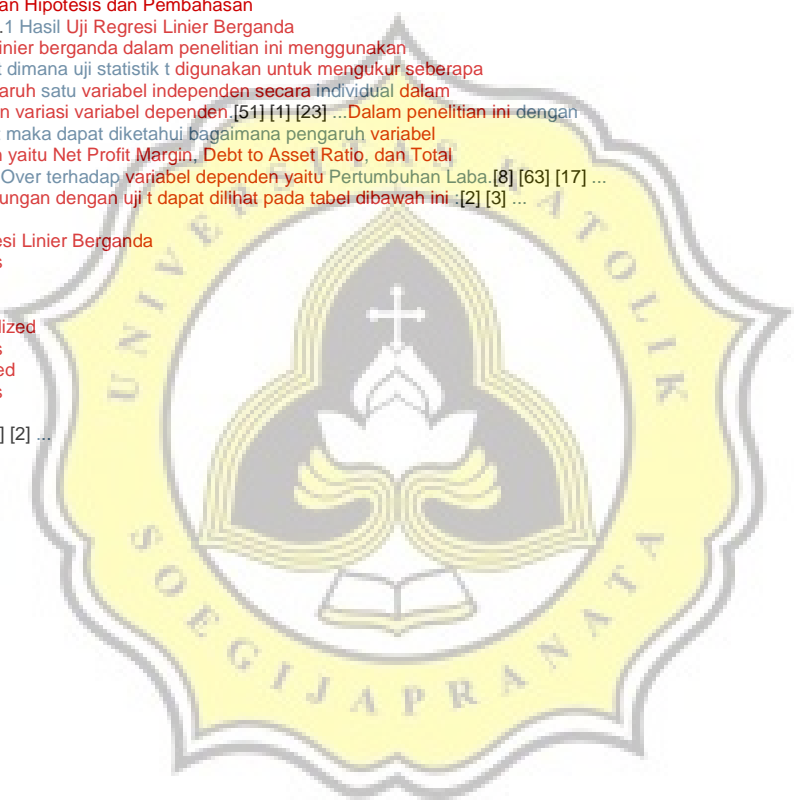 an Hipotesis dan Pembahasan
.1 Hasil Uji Regresi Linier Berganda
inier berganda dalam penelitian ini menggunakan
t dimana uji statistik t digunakan untuk mengukur seberapa
aruh satu variabel independen secara individual dalam
n variasi variabel dependen.[51] [1] [23] ...Dalam penelitian ini dengan
t maka dapat diketahui bagaimana pengaruh variabel
n yaitu Net Profit Margin, Debt to Asset Ratio, dan Total
Over terhadap variabel dependen yaitu Pertumbuhan Laba.[8] [63] [17] ...
ungan dengan uji t dapat dilihat pada tabel dibawah ini :[2] [3] ...
esi Linier Berganda
s
lized
s
ed
s
] [2] ...
UNIVERSITAS KATOLIK
SOEGIJAPRANATA